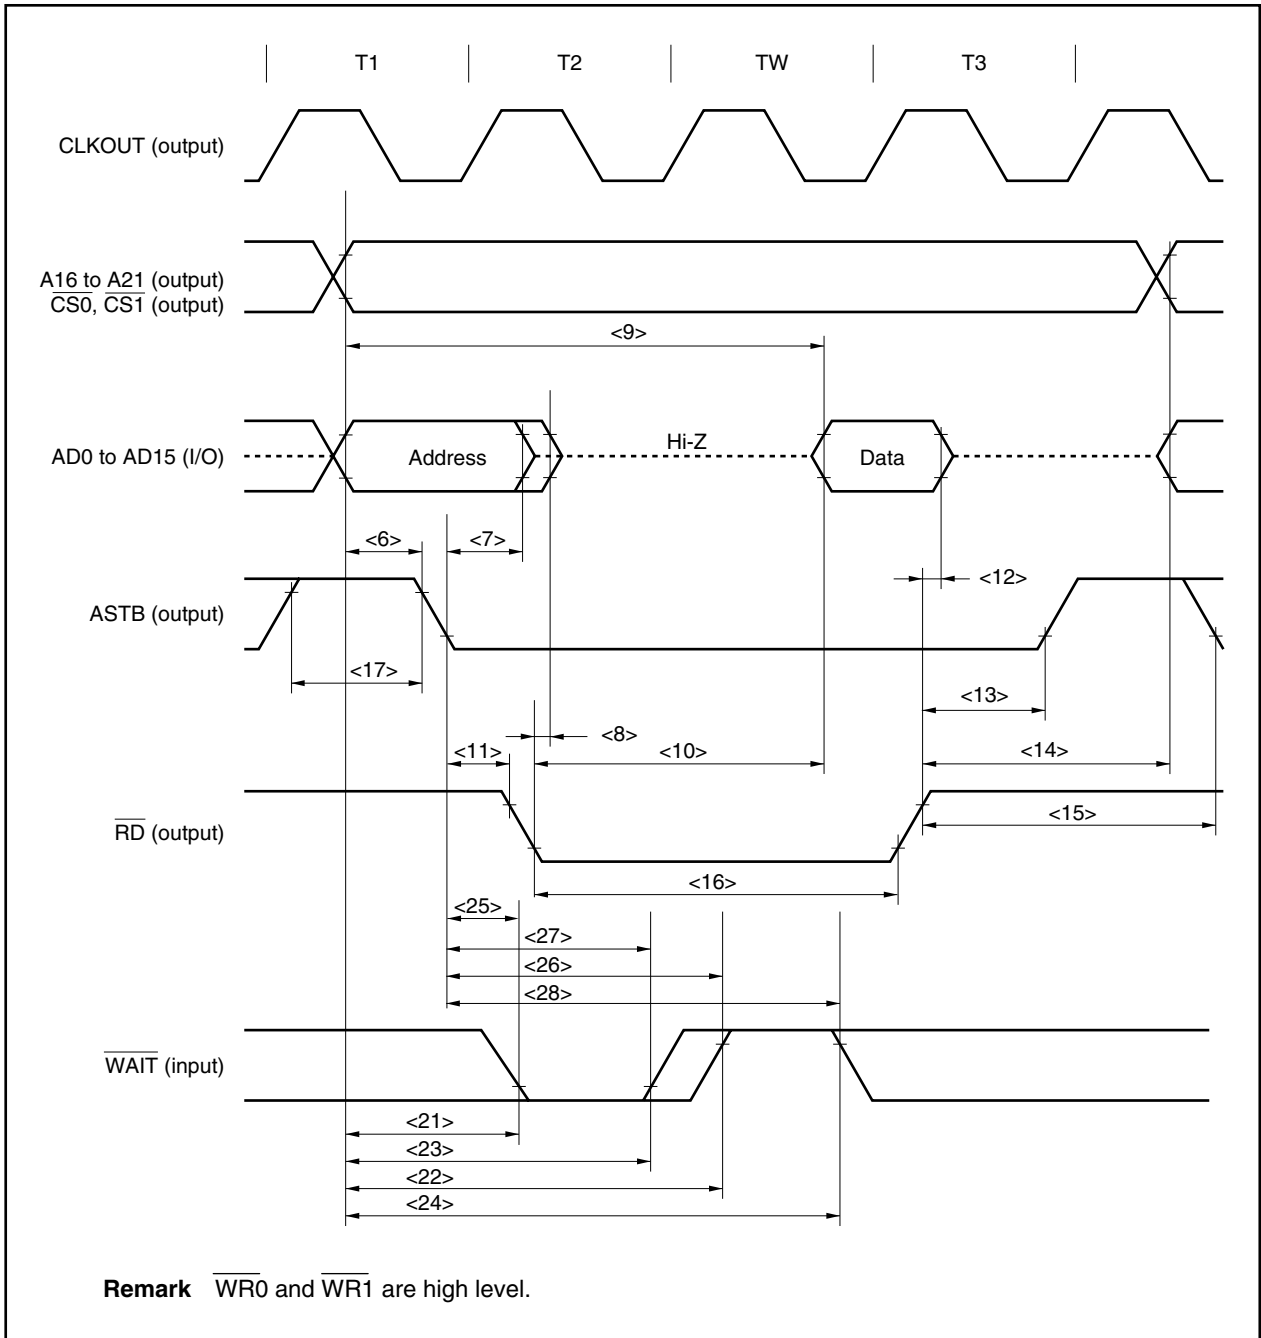 T1 T2 TW T3
CLKOUT (output)
A16 to A21 (output)
CS0, CS1 (output)
<9>
AD0 to AD15 (I/O)
Address
Hi-Z
Data
<6> <7>
<12>
ASTB (output)
<17>
<13>
<8>
<11> <10> <14>
RD (output)
<15>
<16>
<25>
<27>
<26>
<28>
WAIT (input)
<21>
<23>
<22>
<24>
Remark WR0 and WR1 are high level.